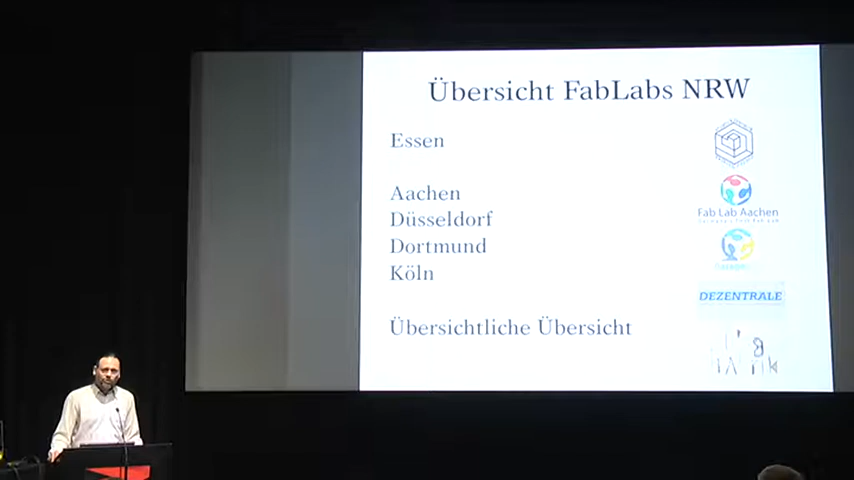 Übersicht FabLabs NRW
Essen
Aachen
Düsseldorf
Dortmund
Köln
Übersichtliche Übersicht
Fab Lab Aachen
DEZENTRALE